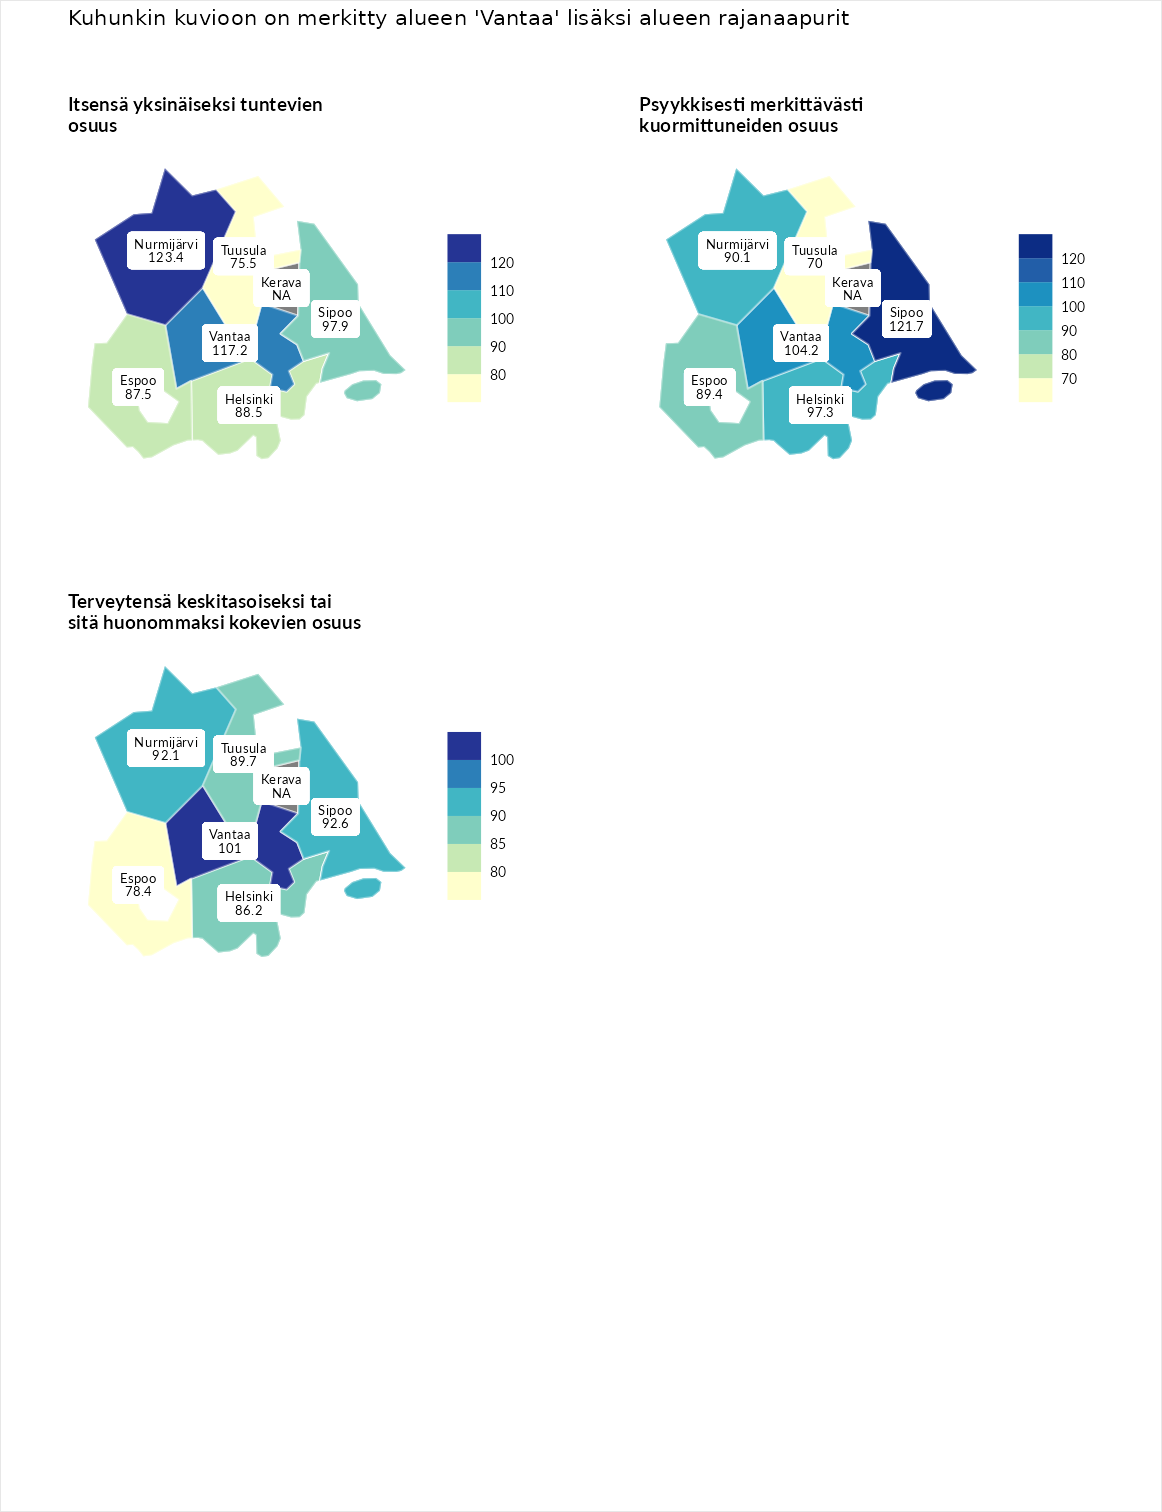 Kuhunkin kuvioon on merkitty alueen 'Vantaa' lisäksi alueen rajanaapurit
Itsensä yksinäiseksi tuntevien
osuus
Nurmijärvi
123.4
Tuusula
75.5
Kerava
NA
Sipoo
97.9
Vantaa
117.2
Espoo
87.5
Helsinki
88.5
120
110
100
90
80
Psyykkisesti merkittävästi
kuormittuneiden osuus
Nurmijärvi
90.1
Tuusula
70
Kerava
NA
Sipoo
121.7
Vantaa
104.2
Espoo
89.4
Helsinki
97.3
120
110
100
90
80
70
Terveytensä keskitasoiseksi tai
sitä huonommaksi kokevien osuus
Nurmijärvi
92.1
Tuusula
89.7
Kerava
NA
Sipoo
92.6
Vantaa
101
Espoo
78.4
Helsinki
86.2
100
95
90
85
80